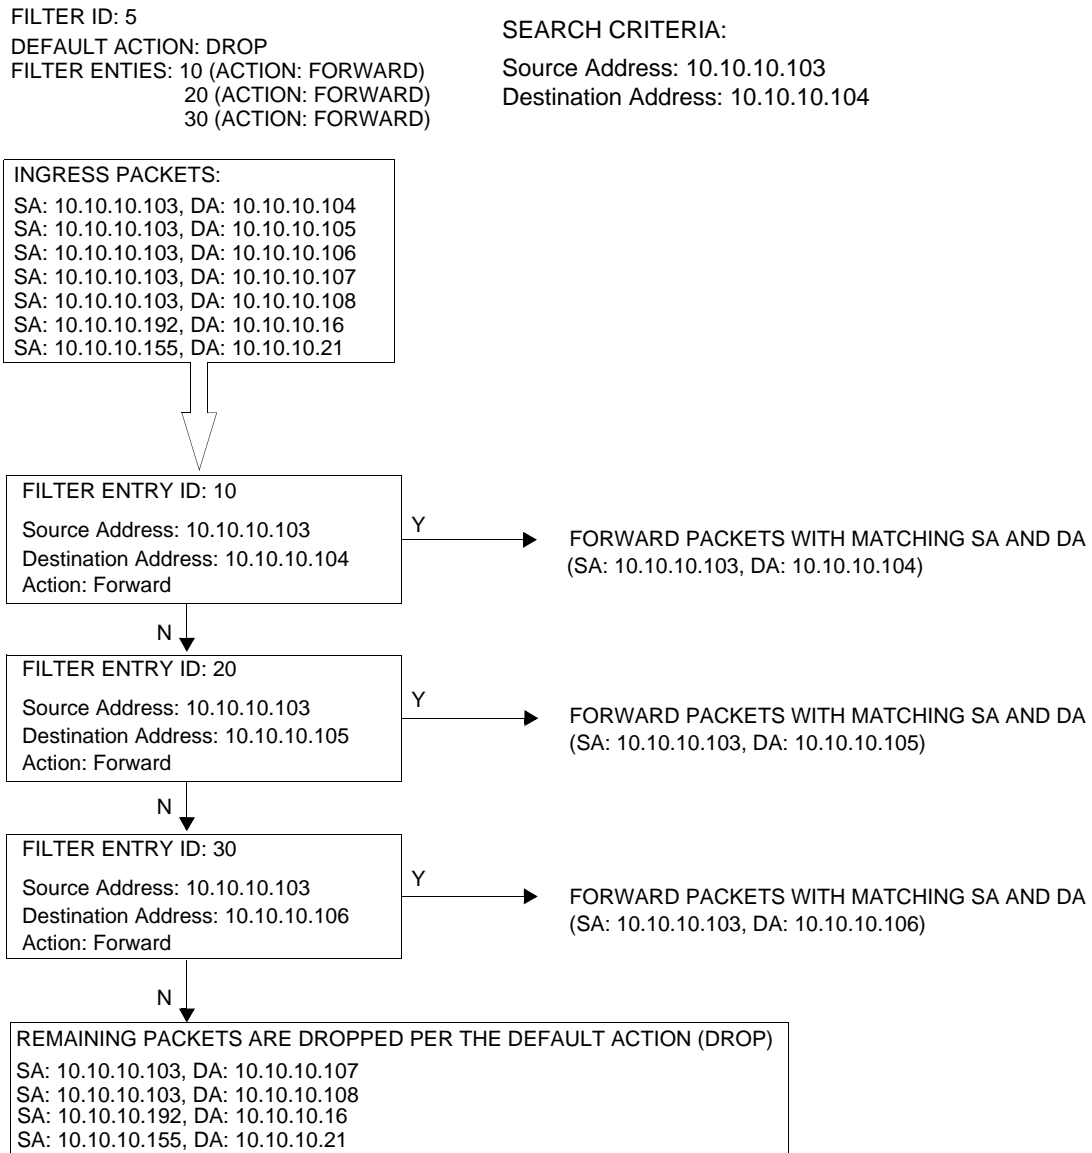 FILTER ID: 5
DEFAULT ACTION: DROP
FILTER ENTIES: 10 (ACTION: FORWARD)
20 (ACTION: FORWARD)
30 (ACTION: FORWARD)
SEARCH CRITERIA:
Source Address: 10.10.10.103
Destination Address: 10.10.10.104
INGRESS PACKETS:
SA: 10.10.10.103, DA: 10.10.10.104
SA: 10.10.10.103, DA: 10.10.10.105
SA: 10.10.10.103, DA: 10.10.10.106
SA: 10.10.10.103, DA: 10.10.10.107
SA: 10.10.10.103, DA: 10.10.10.108
SA: 10.10.10.192, DA: 10.10.10.16
SA: 10.10.10.155, DA: 10.10.10.21
FILTER ENTRY ID: 10
Source Address: 10.10.10.103
Destination Address: 10.10.10.104
Action: Forward
Y
FORWARD PACKETS WITH MATCHING SA AND DA
(SA: 10.10.10.103, DA: 10.10.10.104)
N
FILTER ENTRY ID: 20
Source Address: 10.10.10.103
Destination Address: 10.10.10.105
Action: Forward
Y
FORWARD PACKETS WITH MATCHING SA AND DA
(SA: 10.10.10.103, DA: 10.10.10.105)
N
FILTER ENTRY ID: 30
Source Address: 10.10.10.103
Destination Address: 10.10.10.106
Action: Forward
Y
FORWARD PACKETS WITH MATCHING SA AND DA
(SA: 10.10.10.103, DA: 10.10.10.106)
N
REMAINING PACKETS ARE DROPPED PER THE DEFAULT ACTION (DROP)
SA: 10.10.10.103, DA: 10.10.10.107
SA: 10.10.10.103, DA: 10.10.10.108
SA: 10.10.10.192, DA: 10.10.10.16
SA: 10.10.10.155, DA: 10.10.10.21